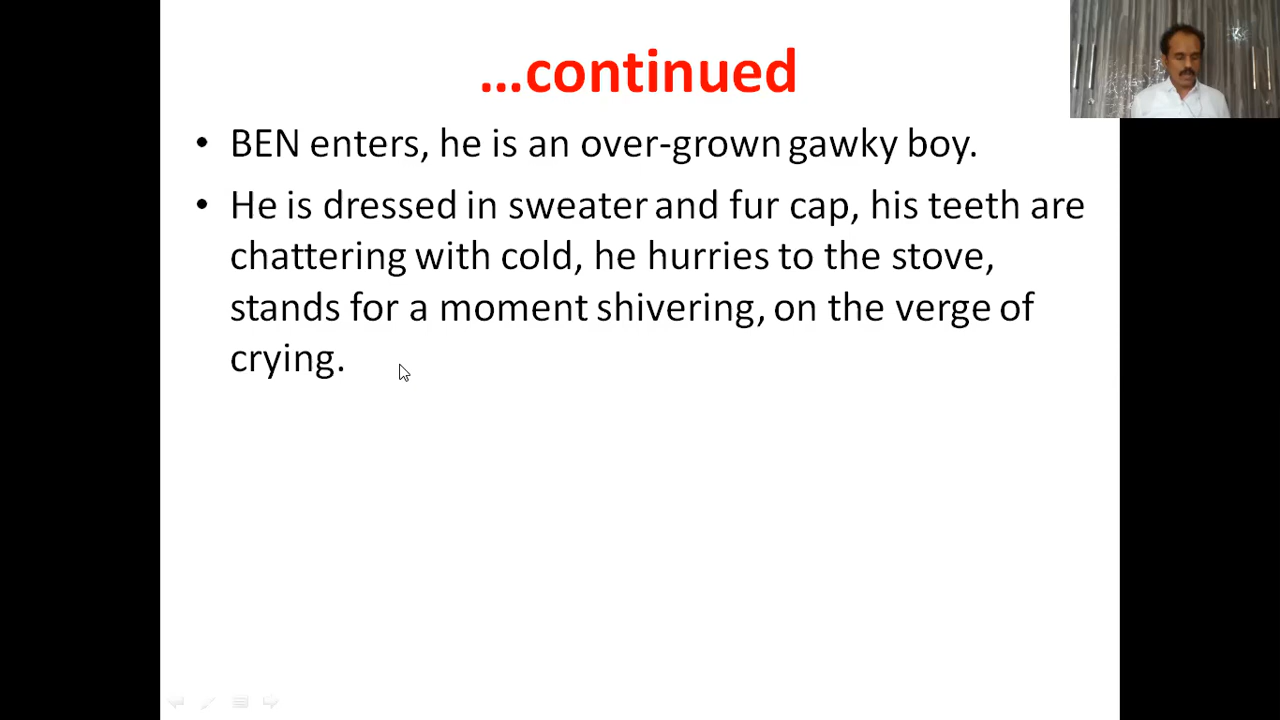 ...continued
• BEN enters, he is an over-grown gawky boy.
• He is dressed in sweater and fur cap, his teeth are
chattering with cold, he hurries to the stove,
stands for a moment shivering, on the verge of
crying.